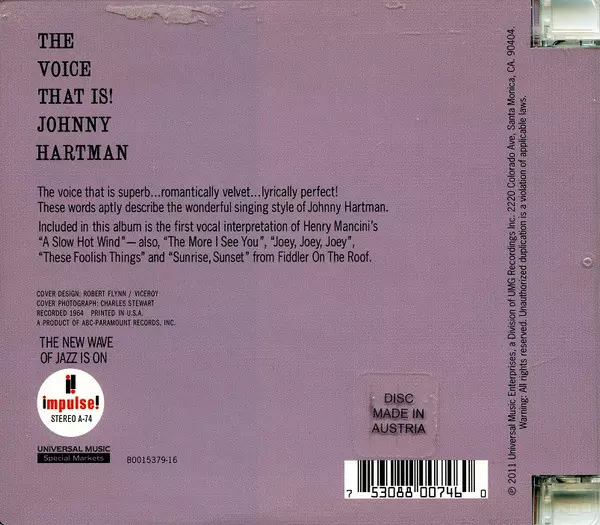 THE
VOICE
THAT IS!
JOHNNY
HARTMAN
The voice that is superb...romantically velvet...lyrically perfect!
These words aptly describe the wonderful singing style of Johnny Hartman.
Included in this album is the first vocal interpretation of Henry Mancini's
"A Slow Hot Wind"—also, "The More I See You", "Joey, Joey, Joey",
"These Foolish Things" and "Sunrise, Sunset" from Fiddler On The Roof.
COVER DESIGN: ROBERT FLYNN / VICEROY
COVER PHOTOGRAPH: CHARLES STEWART
RECORDED 1964 PRINTED IN U.S.A.
A PRODUCT OF ABC-PARAMOUNT RECORDS, INC.
THE NEW WAVE
OF JAZZ IS ON
impulse!
STEREO A-74
UNIVERSAL MUSIC
Special Markets
B0015379-16
DISC
MADE IN
AUSTRIA
7 53088 00746 0
℗ 2011 Universal Music Enterprises, a Division of UMG Recordings Inc. 2220 Colorado Ave, Santa Monica, CA. 90404.
Warning: All rights reserved. Unauthorized duplication is a violation of applicable laws.